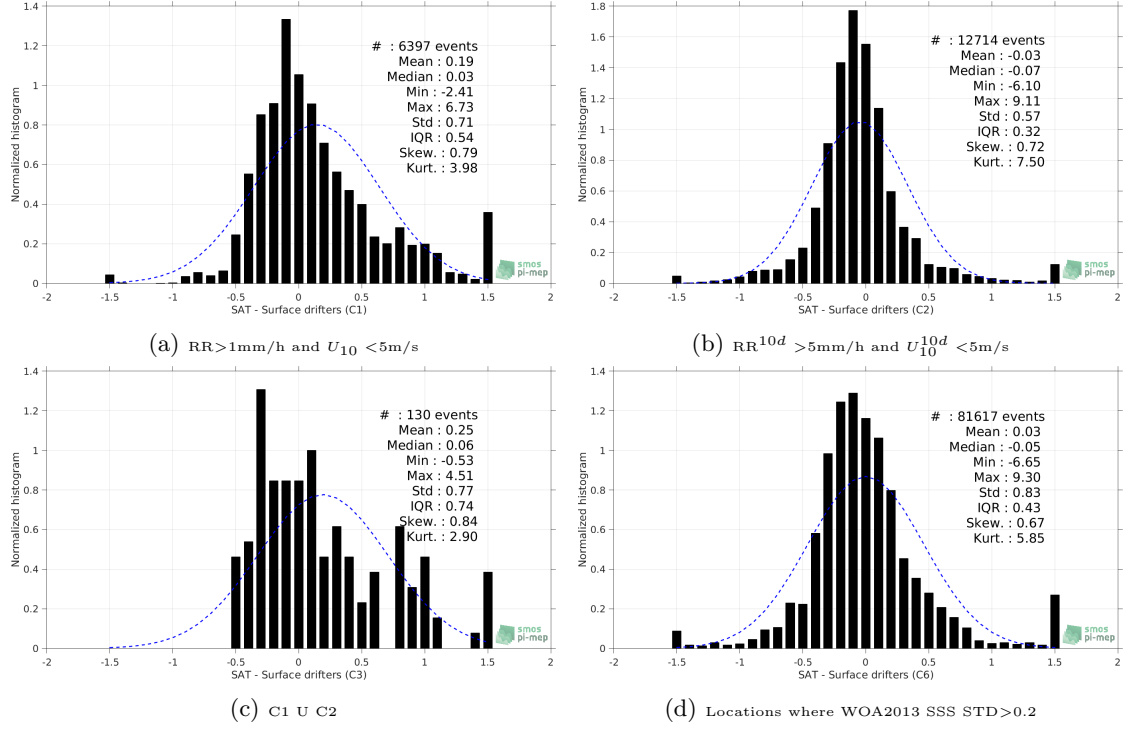 1.4
1.2
1
0.8
0.6
0.4
0.2
0
-2
-1.5
-1
-0.5
0
0.5
1
1.5
2
Normalized histogram
SAT - Surface drifters (C1)
# : 6397 events
Mean : 0.19
Median : 0.03
Min : -2.41
Max : 6.73
Std : 0.71
IQR : 0.54
Skew. : 0.79
Kurt. : 3.98
smos
pi-mep
(a) RR>1mm/h and U10 <5m/s
1.8
1.6
1.4
1.2
1
0.8
0.6
0.4
0.2
0
-2
-1.5
-1
-0.5
0
0.5
1
1.5
2
Normalized histogram
SAT - Surface drifters (C2)
# : 12714 events
Mean : -0.03
Median : -0.07
Min : -6.10
Max : 9.11
Std : 0.57
IQR : 0.32
Skew. : 0.72
Kurt. : 7.50
smos
pi-mep
(b) RR10d >5mm/h and U10d10 <5m/s
1.4
1.2
1
0.8
0.6
0.4
0.2
0
-2
-1.5
-1
-0.5
0
0.5
1
1.5
2
Normalized histogram
SAT - Surface drifters (C3)
# : 130 events
Mean : 0.25
Median : 0.06
Min : -0.53
Max : 4.51
Std : 0.77
IQR : 0.74
Skew. : 0.84
Kurt. : 2.90
smos
pi-mep
(c) C1 U C2
1.4
1.2
1
0.8
0.6
0.4
0.2
0
-2
-1.5
-1
-0.5
0
0.5
1
1.5
2
Normalized histogram
SAT - Surface drifters (C6)
# : 81617 events
Mean : 0.03
Median : -0.05
Min : -6.65
Max : 9.30
Std : 0.83
IQR : 0.43
Skew. : 0.67
Kurt. : 5.85
smos
pi-mep
(d) Locations where WOA2013 SSS STD>0.2